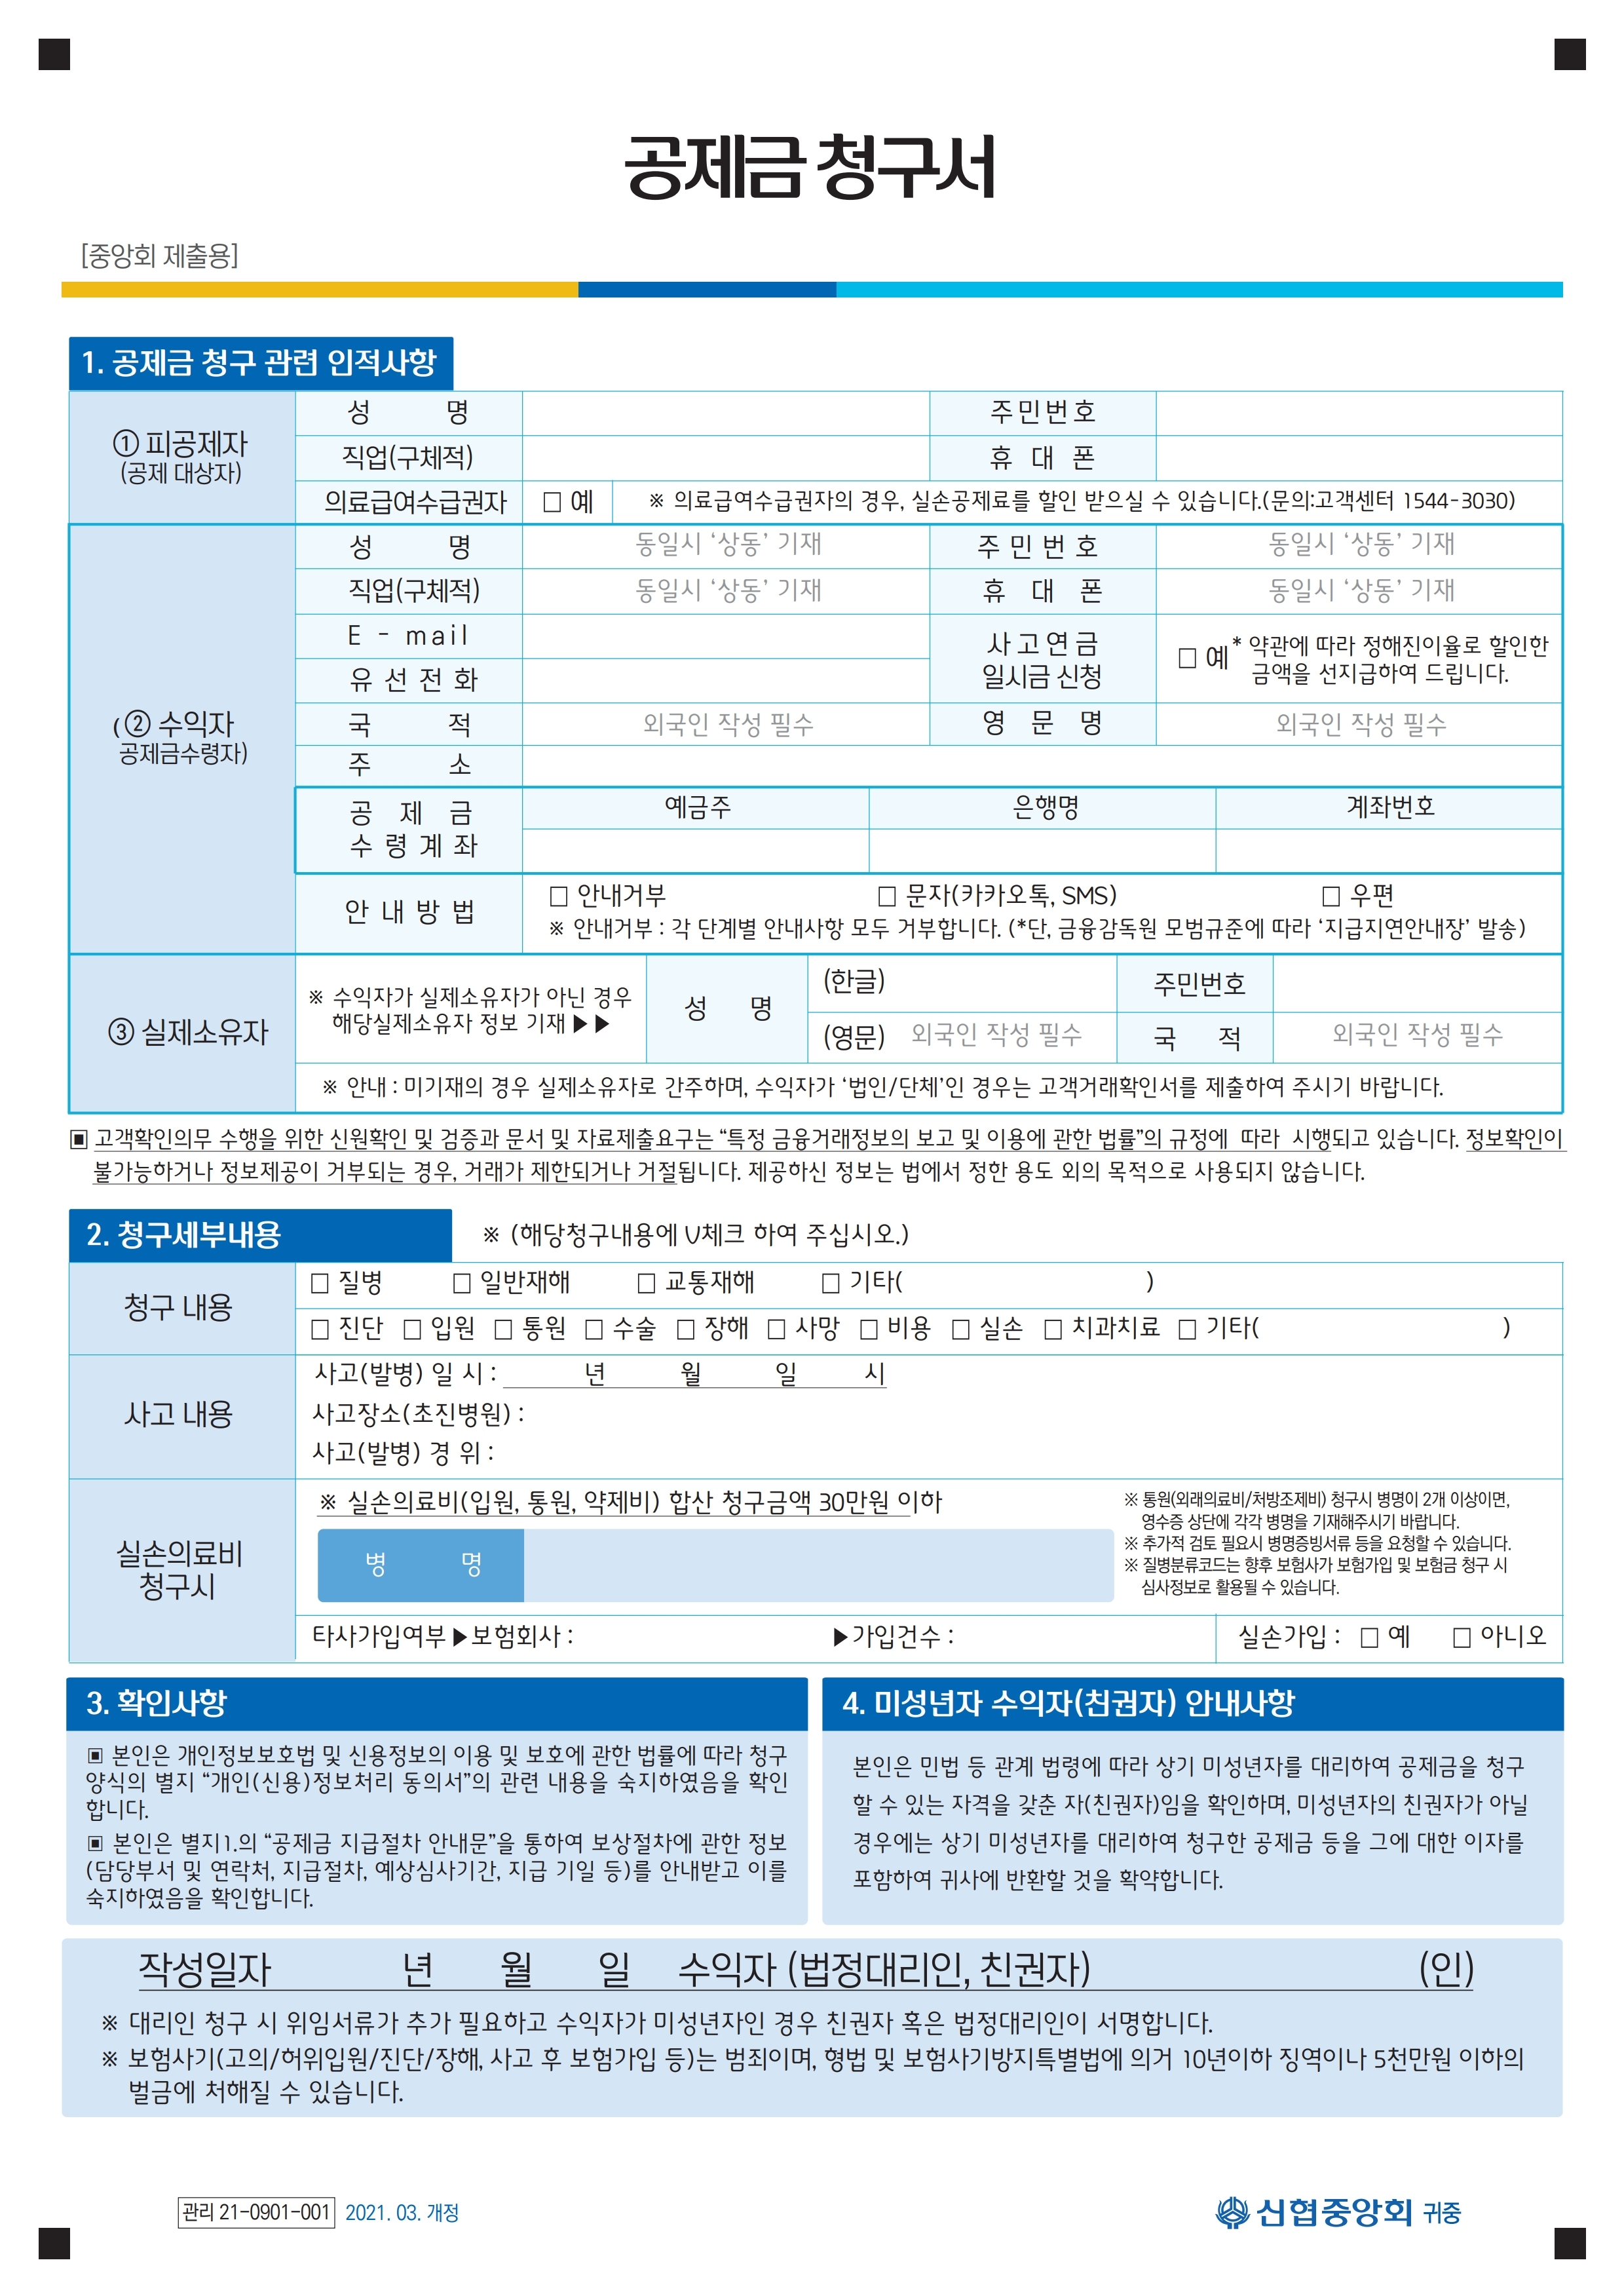 공제금 청구서
[중앙회 제출용]
1. 공제금 청구 관련 인적사항
① 피공제자
(공제 대상자)
성 명
주민번호
직업(구체적)
휴 대 폰
의료급여수급권자
□ 예
※ 의료급여수급권자의 경우, 실손공제료를 할인 받으실 수 있습니다.(문의:고객센터 1544-3030)
(② 수익자
공제금수령자)
성 명
동일시 ‘상동’ 기재
주 민 번 호
동일시 ‘상동’ 기재
직업(구체적)
동일시 ‘상동’ 기재
휴 대 폰
동일시 ‘상동’ 기재
E - mail
사 고 연 금
일시금 신청
□ 예
* 약관에 따라 정해진이율로 할인한
금액을 선지급하여 드립니다.
유 선 전 화
국 적
외국인 작성 필수
영 문 명
외국인 작성 필수
주 소
공 제 금
수 령 계 좌
예금주
은행명
계좌번호
안 내 방 법
□ 안내거부
□ 문자(카카오톡, SMS)
□ 우편
※ 안내거부 : 각 단계별 안내사항 모두 거부합니다. (*단, 금융감독원 모범규준에 따라 ‘지급지연안내장’ 발송)
③ 실제소유자
※ 수익자가 실제소유자가 아닌 경우
해당실제소유자 정보 기재 ▶▶
성 명
(한글)
주민번호
(영문) 외국인 작성 필수
국 적
외국인 작성 필수
※ 안내 : 미기재의 경우 실제소유자로 간주하며, 수익자가 ‘법인/단체’인 경우는 고객거래확인서를 제출하여 주시기 바랍니다.
▣ 고객확인의무 수행을 위한 신원확인 및 검증과 문서 및 자료제출요구는 “특정 금융거래정보의 보고 및 이용에 관한 법률”의 규정에 따라 시행되고 있습니다. 정보확인이
불가능하거나 정보제공이 거부되는 경우, 거래가 제한되거나 거절됩니다. 제공하신 정보는 법에서 정한 용도 외의 목적으로 사용되지 않습니다.
2. 청구세부내용
※ (해당청구내용에 V체크 하여 주십시오.)
청구 내용
□ 질병 □ 일반재해 □ 교통재해 □ 기타( )
□ 진단 □ 입원 □ 통원 □ 수술 □ 장해 □ 사망 □ 비용 □ 실손 □ 치과치료 □ 기타( )
사고 내용
사고(발병) 일 시 : 년 월 일 시
사고장소(초진병원) :
사고(발병) 경 위 :
실손의료비
청구시
※ 실손의료비(입원, 통원, 약제비) 합산 청구금액 30만원 이하
병 명
※ 통원(외래의료비/처방조제비) 청구시 병명이 2개 이상이면,
영수증 상단에 각각 병명을 기재해주시기 바랍니다.
※ 추가적 검토 필요시 병명증빙서류 등을 요청할 수 있습니다.
※ 질병분류코드는 향후 보험사가 보험가입 및 보험금 청구 시
심사정보로 활용될 수 있습니다.
타사가입여부 ▶보험회사 : ▶가입건수 :
실손가입 : □ 예 □ 아니오
3. 확인사항
▣ 본인은 개인정보보호법 및 신용정보의 이용 및 보호에 관한 법률에 따라 청구
양식의 별지 “개인(신용)정보처리 동의서”의 관련 내용을 숙지하였음을 확인
합니다.
▣ 본인은 별지1.의 “공제금 지급절차 안내문”을 통하여 보상절차에 관한 정보
(담당부서 및 연락처, 지급절차, 예상심사기간, 지급 기일 등)를 안내받고 이를
숙지하였음을 확인합니다.
4. 미성년자 수익자(친권자) 안내사항
본인은 민법 등 관계 법령에 따라 상기 미성년자를 대리하여 공제금을 청구
할 수 있는 자격을 갖춘 자(친권자)임을 확인하며, 미성년자의 친권자가 아닐
경우에는 상기 미성년자를 대리하여 청구한 공제금 등을 그에 대한 이자를
포함하여 귀사에 반환할 것을 확약합니다.
작성일자 년 월 일 수익자 (법정대리인, 친권자) (인)
※ 대리인 청구 시 위임서류가 추가 필요하고 수익자가 미성년자인 경우 친권자 혹은 법정대리인이 서명합니다.
※ 보험사기(고의/허위입원/진단/장해, 사고 후 보험가입 등)는 범죄이며, 형법 및 보험사기방지특별법에 의거 10년이하 징역이나 5천만원 이하의
벌금에 처해질 수 있습니다.
관리 21-0901-001 2021. 03. 개정
신협중앙회 귀중